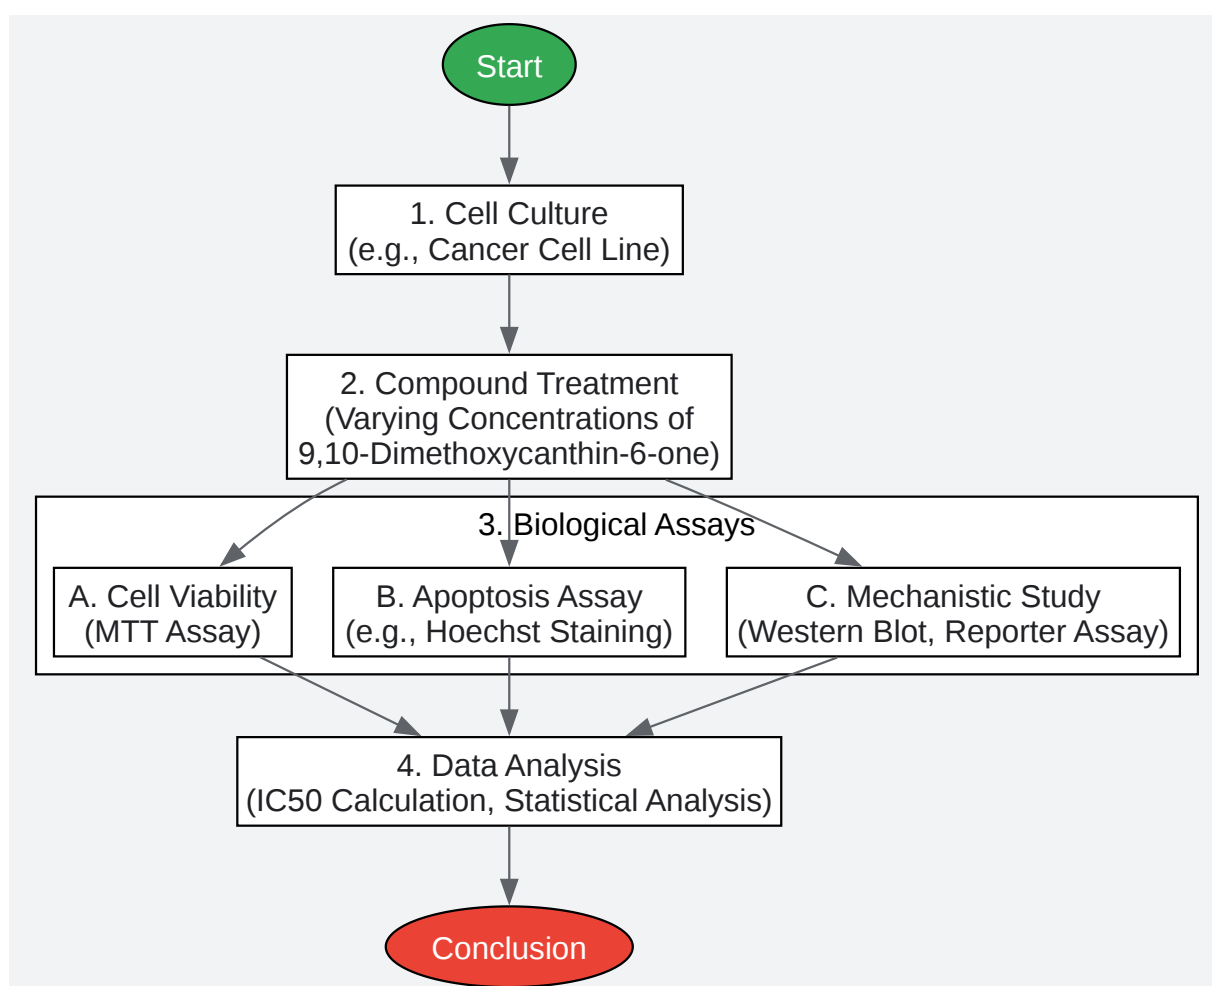 Start
1. Cell Culture
(e.g., Cancer Cell Line)
2. Compound Treatment
(Varying Concentrations of
9,10-Dimethoxycanthin-6-one)
3. Biological Assays
A. Cell Viability
(MTT Assay)
B. Apoptosis Assay
(e.g., Hoechst Staining)
C. Mechanistic Study
(Western Blot, Reporter Assay)
4. Data Analysis
(IC50 Calculation, Statistical Analysis)
Conclusion